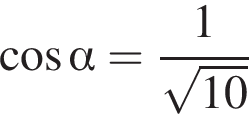 cos α = 1/√10